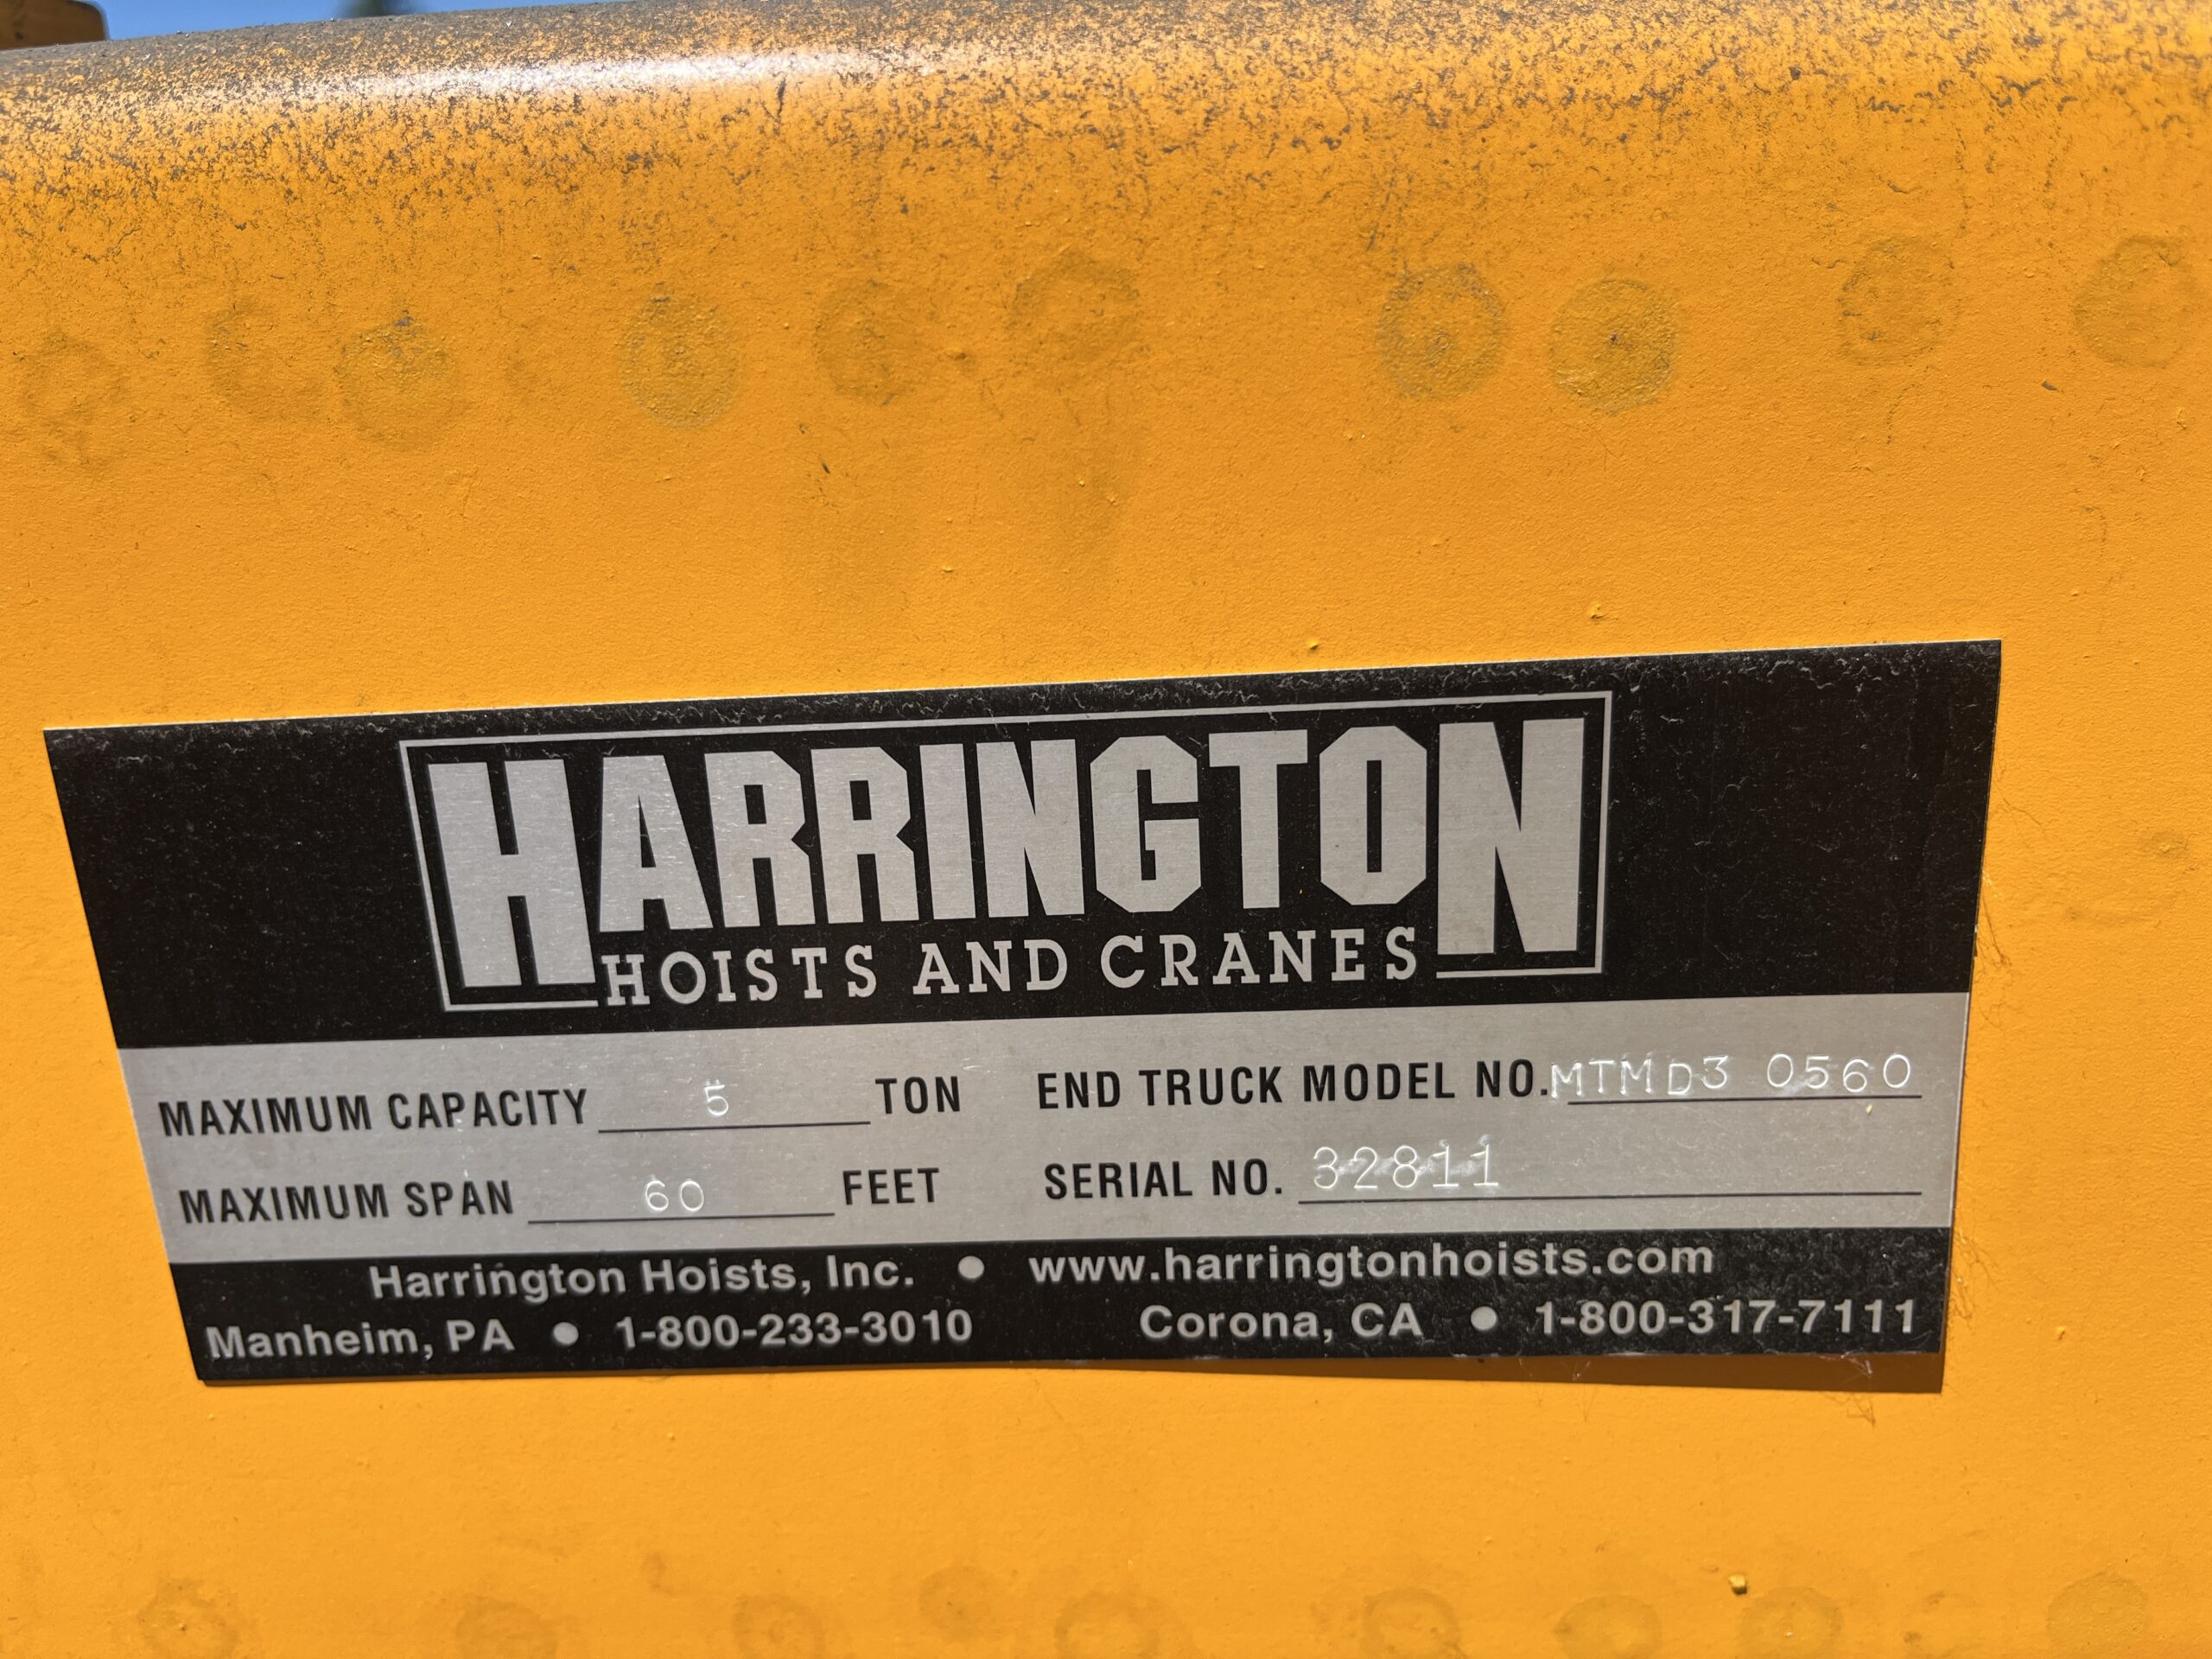 HARRINGTON
HOISTS AND CRANES
MAXIMUM CAPACITY 5 TON END TRUCK MODEL NO. MTMD3 0560
MAXIMUM SPAN 60 FEET SERIAL NO. 32811
Harrington Hoists, Inc. • www.harringtonhoists.com
Manheim, PA • 1-800-233-3010 Corona, CA • 1-800-317-7111